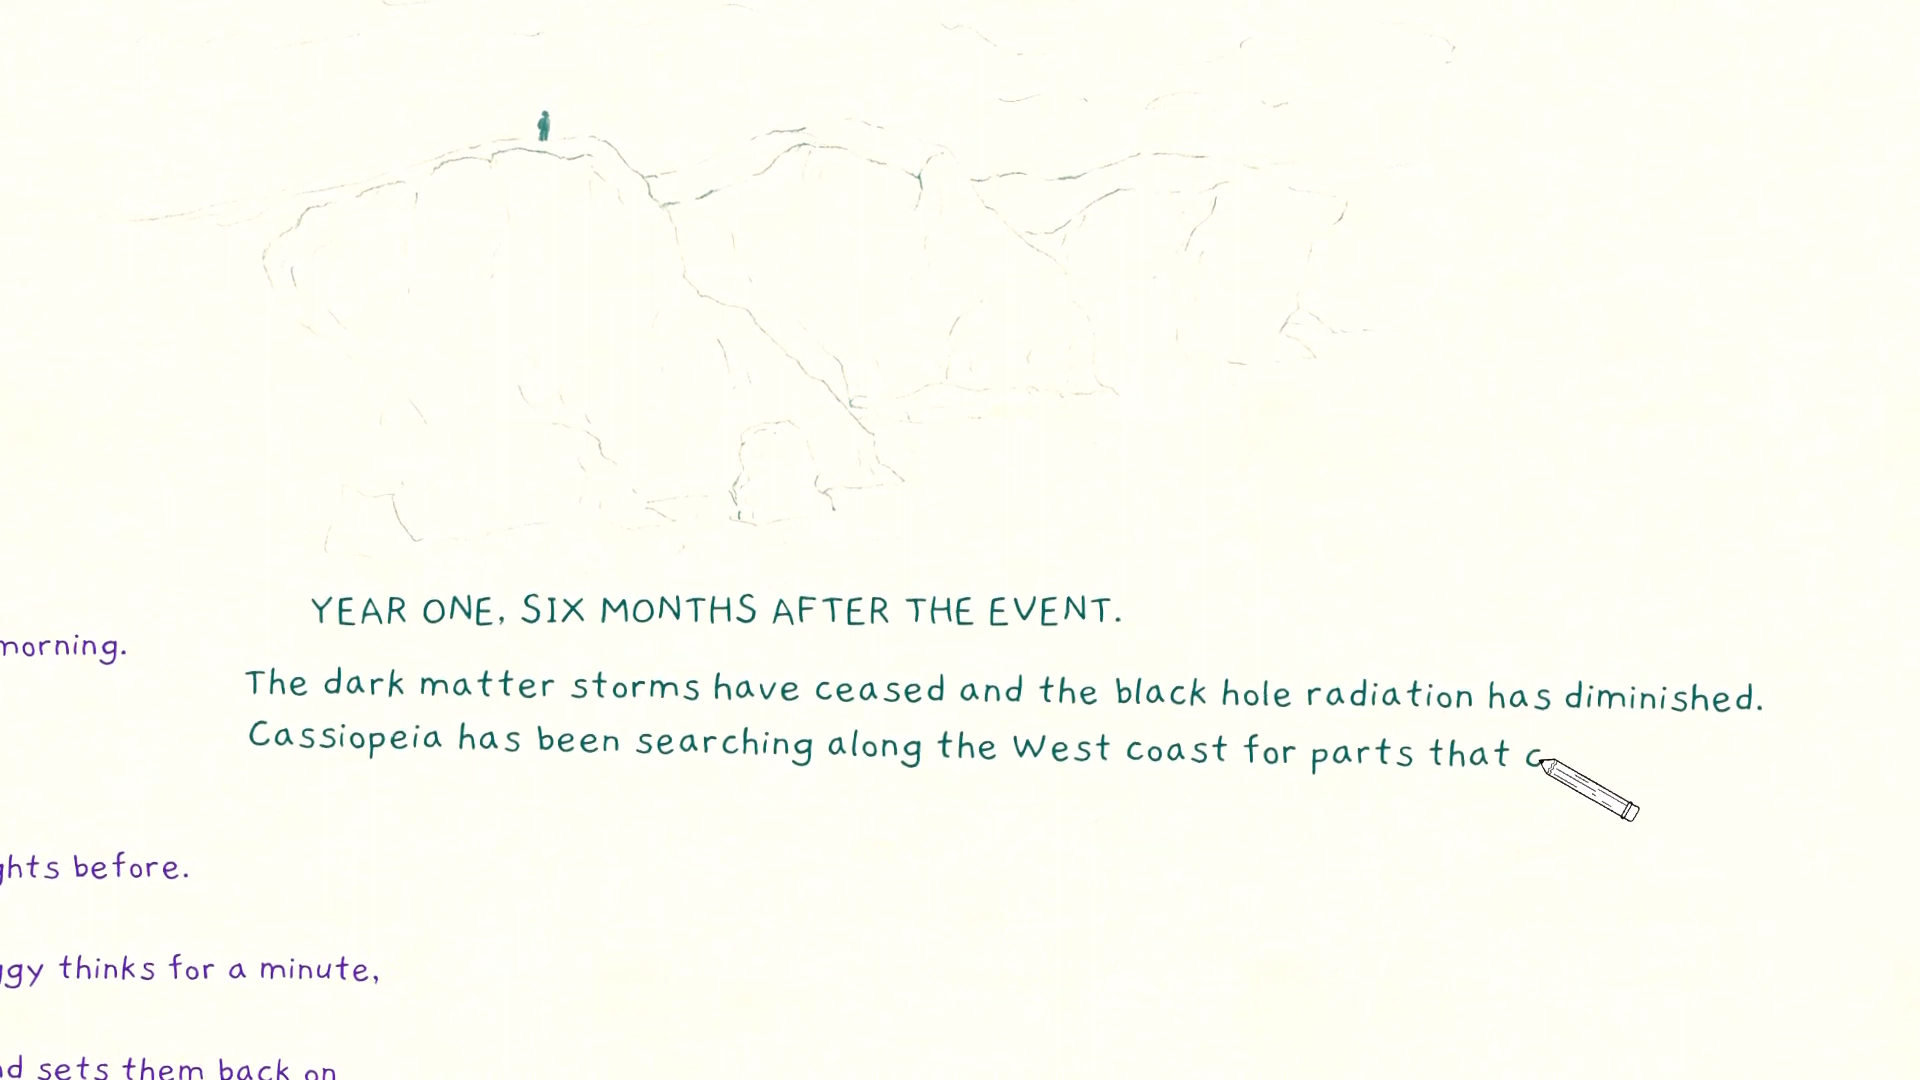 YEAR ONE, SIX MONTHS AFTER THE EVENT.
morning.
The dark matter storms have ceased and the black hole radiation has diminished.
Cassiopeia has been searching along the West coast for parts that c
ghts before.
ggy thinks for a minute,
d sets them back on